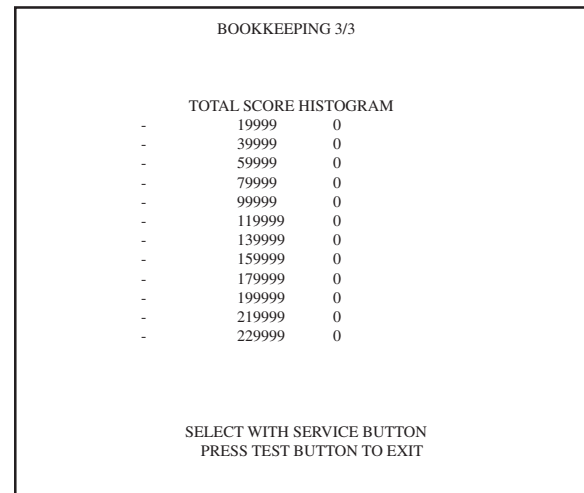 BOOKKEEPING 3/3
TOTAL SCORE HISTOGRAM
- 19999 0
- 39999 0
- 59999 0
- 79999 0
- 99999 0
- 119999 0
- 139999 0
- 159999 0
- 179999 0
- 199999 0
- 219999 0
- 229999 0
SELECT WITH SERVICE BUTTON
PRESS TEST BUTTON TO EXIT